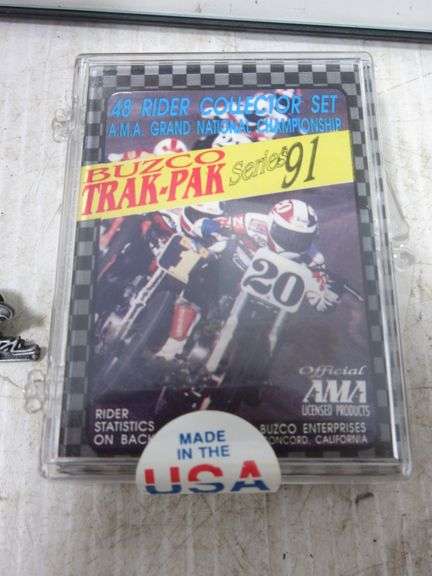 48 RIDER COLLECTOR SET
A.M.A. GRAND NATIONAL CHAMPIONSHIP
BUZCO
TRAK-PAK Series '91
20
Official
AMA
LICENSED PRODUCTS
RIDER
STATISTICS
ON BACK
BUZCO ENTERPRISES
CONCORD, CALIFORNIA
MADE
IN THE
USA